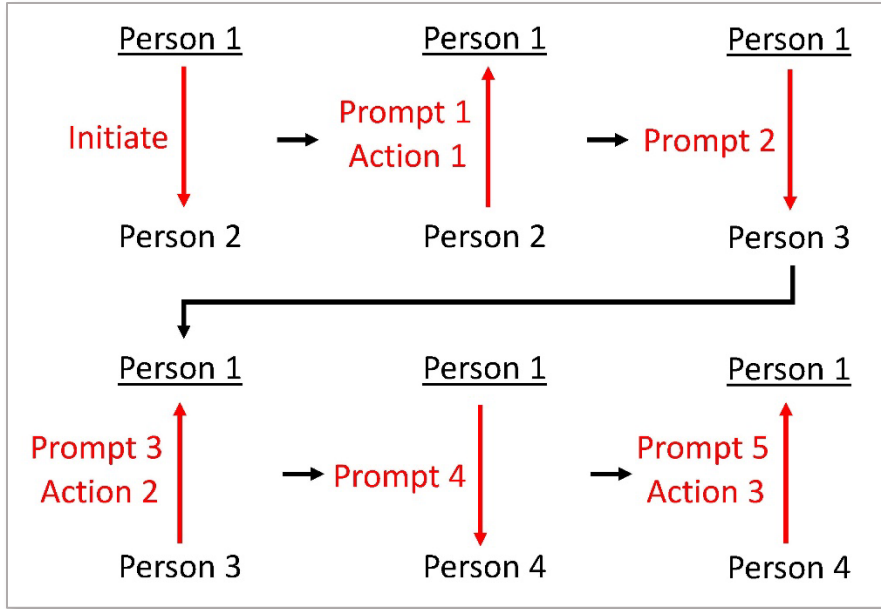 Person 1
Person 1
Person 1
Initiate
Prompt 1
Action 1
Prompt 2
Person 2
Person 2
Person 3
Person 1
Person 1
Person 1
Prompt 3
Action 2
Prompt 4
Prompt 5
Action 3
Person 3
Person 4
Person 4